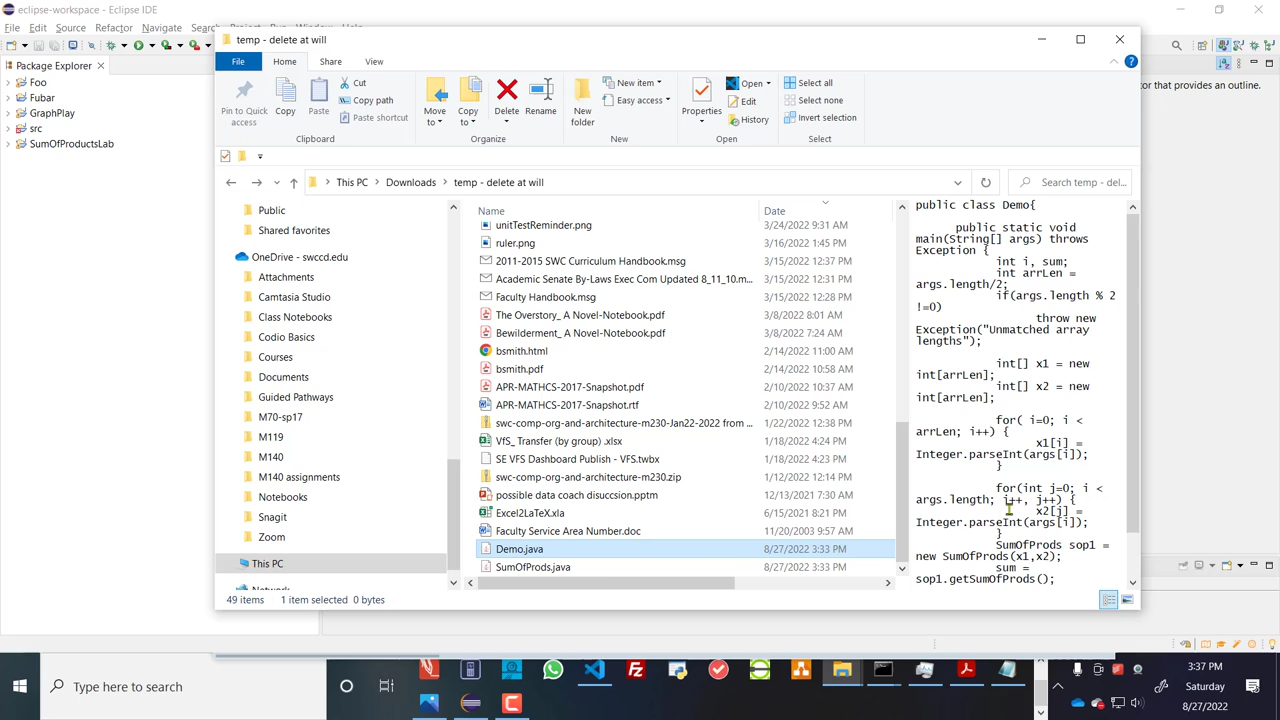 eclipse-workspace - Eclipse IDE
File Edit Source Refactor Navigate
temp - delete at will
File Home Share View
Package Explorer
Foo
Fubar
GraphPlay
src
SumOfProductsLab
Pin to Quick access
Copy
Paste
Cut
Copy path
Paste shortcut
Clipboard
Move to
Copy to
Delete
Rename
Organize
New folder
New item
Easy access
New
Properties
Open
Edit
History
Open
Select all
Select none
Invert selection
Select
This PC > Downloads > temp - delete at will
Search temp - del...
Public
Shared favorites
OneDrive - swccd.edu
Attachments
Camtasia Studio
Class Notebooks
Codio Basics
Courses
Documents
Guided Pathways
M70-sp17
M119
M140
M140 assignments
Notebooks
Snagit
Zoom
This PC
Name Date
unitTestReminder.png 3/24/2022 9:31 AM
ruler.png 3/16/2022 1:45 PM
2011-2015 SWC Curriculum Handbook.msg 3/15/2022 12:37 PM
Academic Senate By-Laws Exec Com Updated 8_11_10.m... 3/15/2022 12:31 PM
Faculty Handbook.msg 3/15/2022 12:28 PM
The Overstory_ A Novel-Notebook.pdf 3/8/2022 8:01 AM
Bewilderment_ A Novel-Notebook.pdf 3/8/2022 7:24 AM
bsmith.html 2/14/2022 11:00 AM
bsmith.pdf 2/14/2022 10:58 AM
APR-MATHCS-2017-Snapshot.pdf 2/10/2022 10:37 AM
APR-MATHCS-2017-Snapshot.rtf 2/10/2022 9:52 AM
swc-comp-org-and-architecture-m230-Jan22-2022 from ... 1/22/2022 12:38 PM
VfS_ Transfer (by group) .xlsx 1/18/2022 4:24 PM
SE VFS Dashboard Publish - VFS.twbx 1/18/2022 4:23 PM
swc-comp-org-and-architecture-m230.zip 1/18/2022 4:22 PM
possible data coach disuccsion.pptm 12/13/2021 7:30 AM
Excel2LaTeX.xla 6/15/2021 8:21 PM
Faculty Service Area Number.doc 11/20/2003 9:57 AM
Demo.java 8/27/2022 3:33 PM
SumOfProds.java 8/27/2022 3:33 PM
public class Demo{
public static void
main(String[] args) throws
Exception {
int i, sum;
int arrLen =
args.length/2;
if(args.length % 2
!=0)
throw new
Exception("Unmatched array
lengths");
int[] x1 = new
int[arrLen];
int[] x2 = new
int[arrLen];
for( i=0; i <
arrLen; i++) {
x1[i] =
Integer.parseInt(args[i]);
}
for(int j=0; i <
args.length; i++, j++) {
x2[j] =
Integer.parseInt(args[i]);
}
SumOfProds sop1 =
new SumOfProds(x1,x2);
sum =
sop1.getSumOfProds();
tor that provides an outline.
49 items 1 item selected 0 bytes
Type here to search
3:37 PM
Saturday
8/27/2022